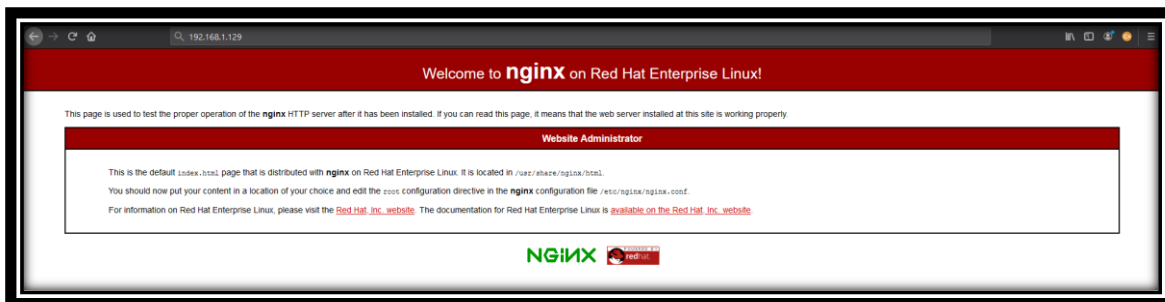 192.168.1.129
Welcome to nginx on Red Hat Enterprise Linux!
This page is used to test the proper operation of the nginx HTTP server after it has been installed. If you can read this page, it means that the web server installed at this site is working properly.
Website Administrator
This is the default index.html page that is distributed with nginx on Red Hat Enterprise Linux. It is located in /usr/share/nginx/html.
You should now put your content in a location of your choice and edit the root configuration directive in the nginx configuration file /etc/nginx/nginx.conf.
For information on Red Hat Enterprise Linux, please visit the Red Hat, Inc. website. The documentation for Red Hat Enterprise Linux is available on the Red Hat, Inc. website.
NGINX
redhat